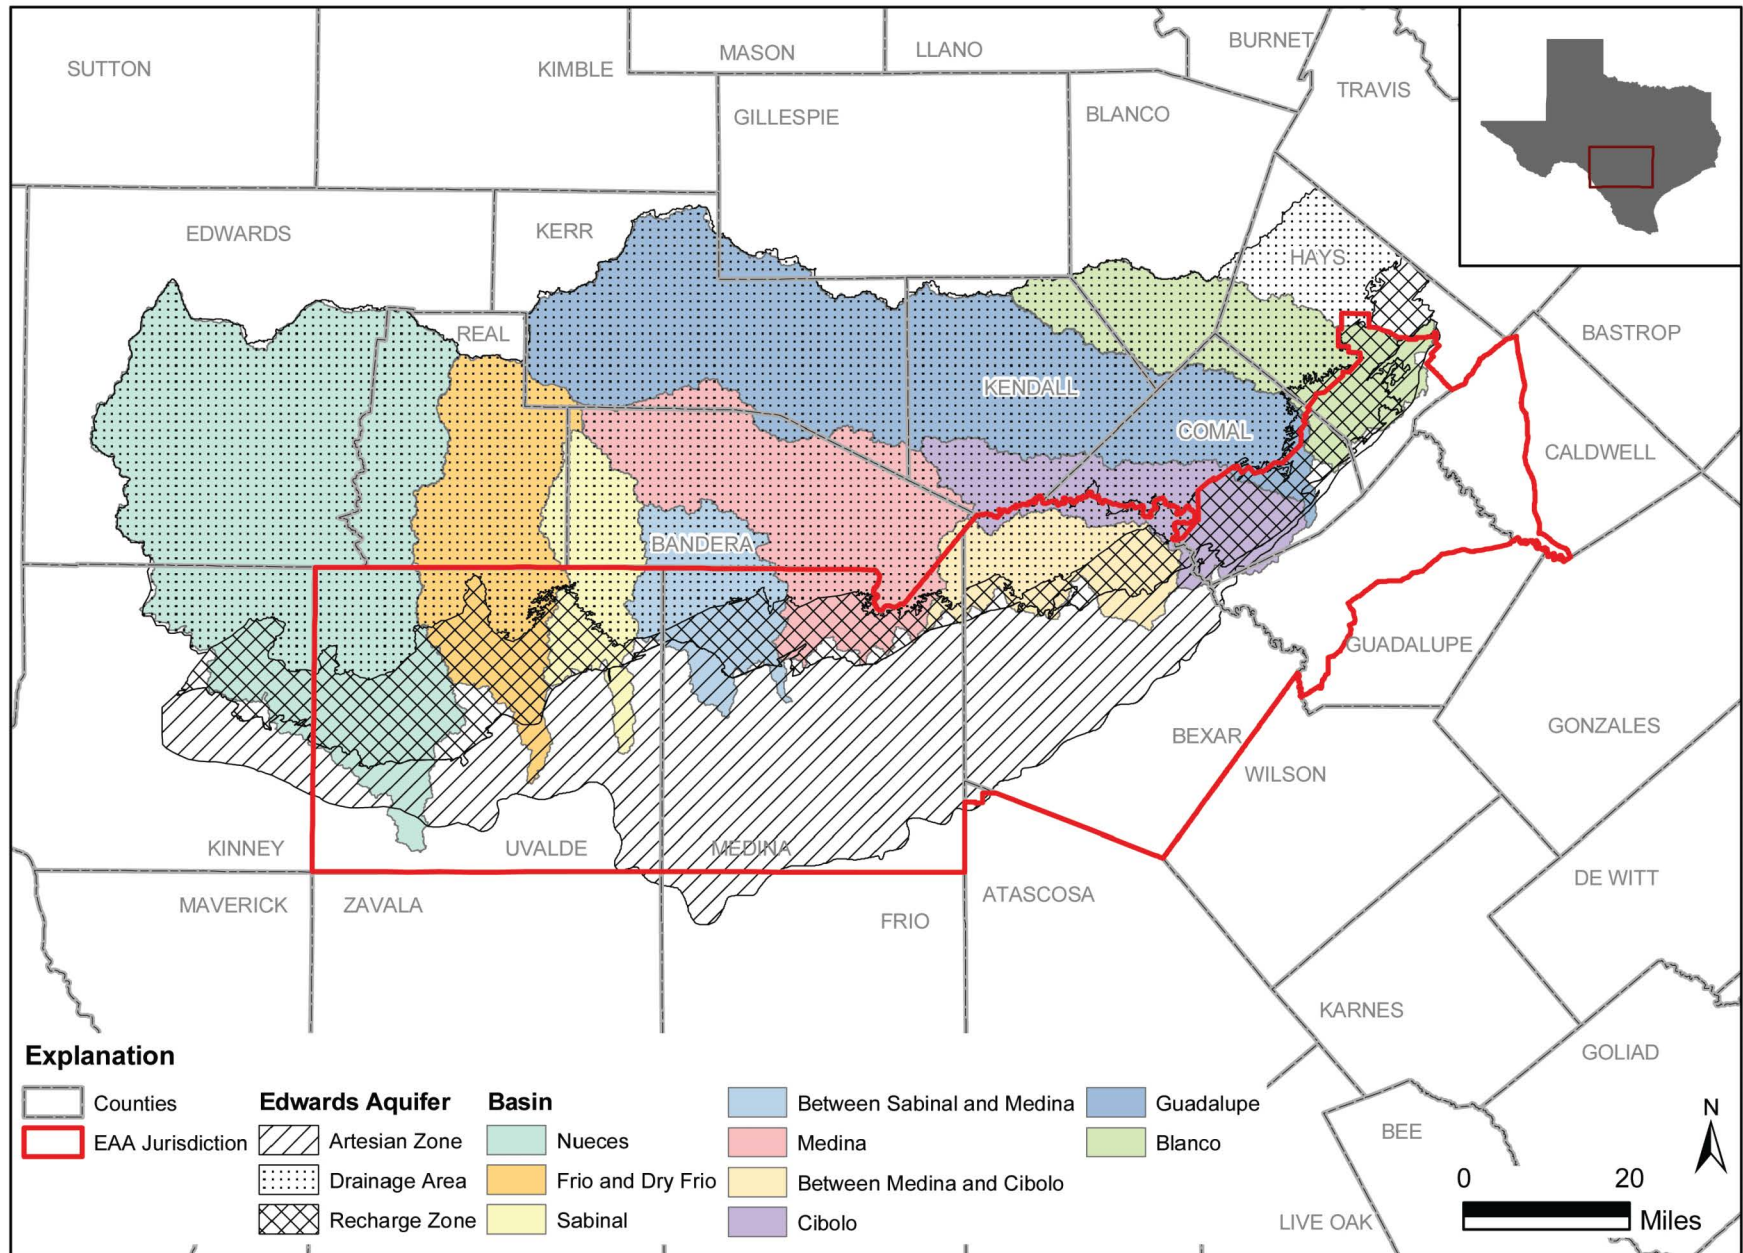 BURNET
MASON
LLANO
SUTTON
KIMBLE
TRAVIS
GILLESPIE
BLANCO
EDWARDS
KERR
HAYS
REAL
BASTROP
KENDALL
COMAL
CALDWELL
BANDERA
GUADALUPE
BEXAR
GONZALES
WILSON
KINNEY
UVALDE
MEDINA
DE WITT
ATASCOSA
MAVERICK
ZAVALA
FRIO
KARNES
GOLIAD
BEE
LIVE OAK
Explanation
Counties
EAA Jurisdiction
Edwards Aquifer
Artesian Zone
Drainage Area
Recharge Zone
Basin
Nueces
Frio and Dry Frio
Sabinal
Between Sabinal and Medina
Medina
Between Medina and Cibolo
Cibolo
Guadalupe
Blanco
N
0 20
Miles